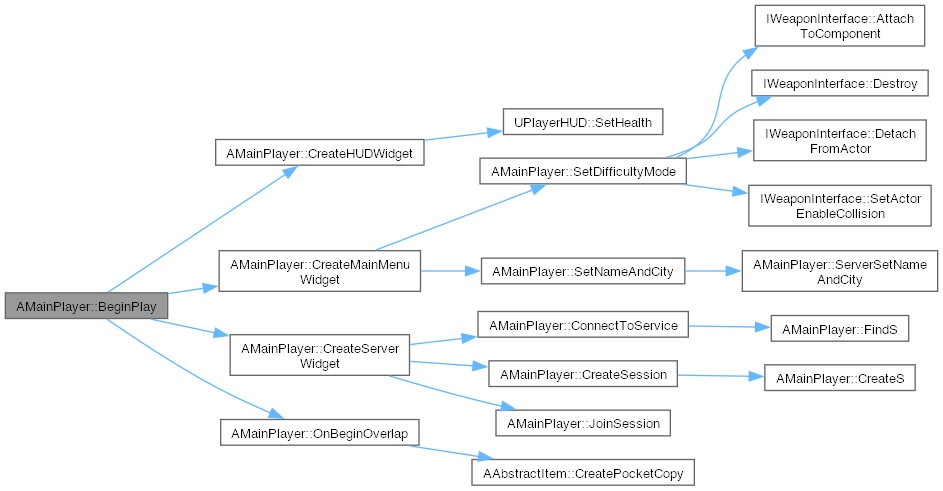 AMainPlayer::BeginPlay
AMainPlayer::CreateHUDWidget
UPlayerHUD::SetHealth
AMainPlayer::CreateMainMenu
Widget
AMainPlayer::SetDifficultyMode
IWeaponInterface::Attach
ToComponent
IWeaponInterface::Destroy
IWeaponInterface::Detach
FromActor
IWeaponInterface::SetActor
EnableCollision
AMainPlayer::SetNameAndCity
AMainPlayer::ServerSetName
AndCity
AMainPlayer::CreateServer
Widget
AMainPlayer::ConnectToService
AMainPlayer::FindS
AMainPlayer::CreateSession
AMainPlayer::CreateS
AMainPlayer::JoinSession
AMainPlayer::OnBeginOverlap
AAbstractItem::CreatePocketCopy